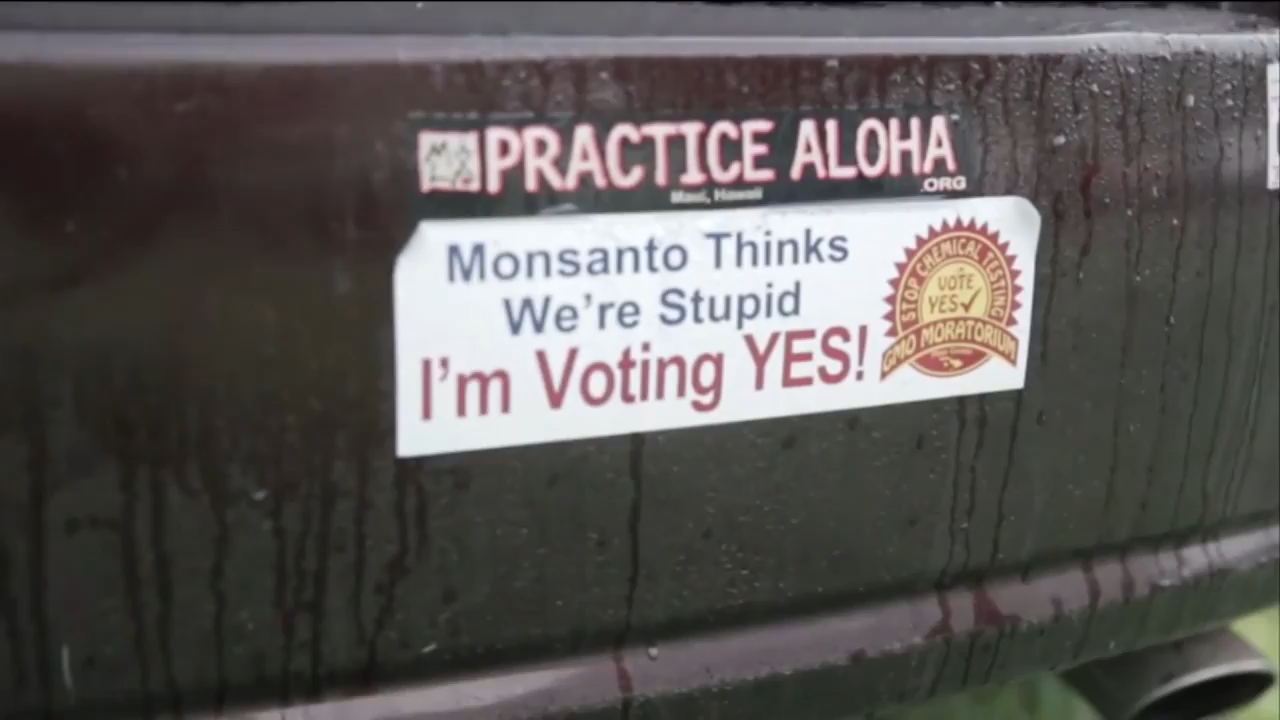 PRACTICE ALOHA
.ORG
Maui, Hawaii
Monsanto Thinks
We're Stupid
I'm Voting YES!
STOP CHEMICAL TESTING
VOTE
YES✓
GMO MORATORIUM